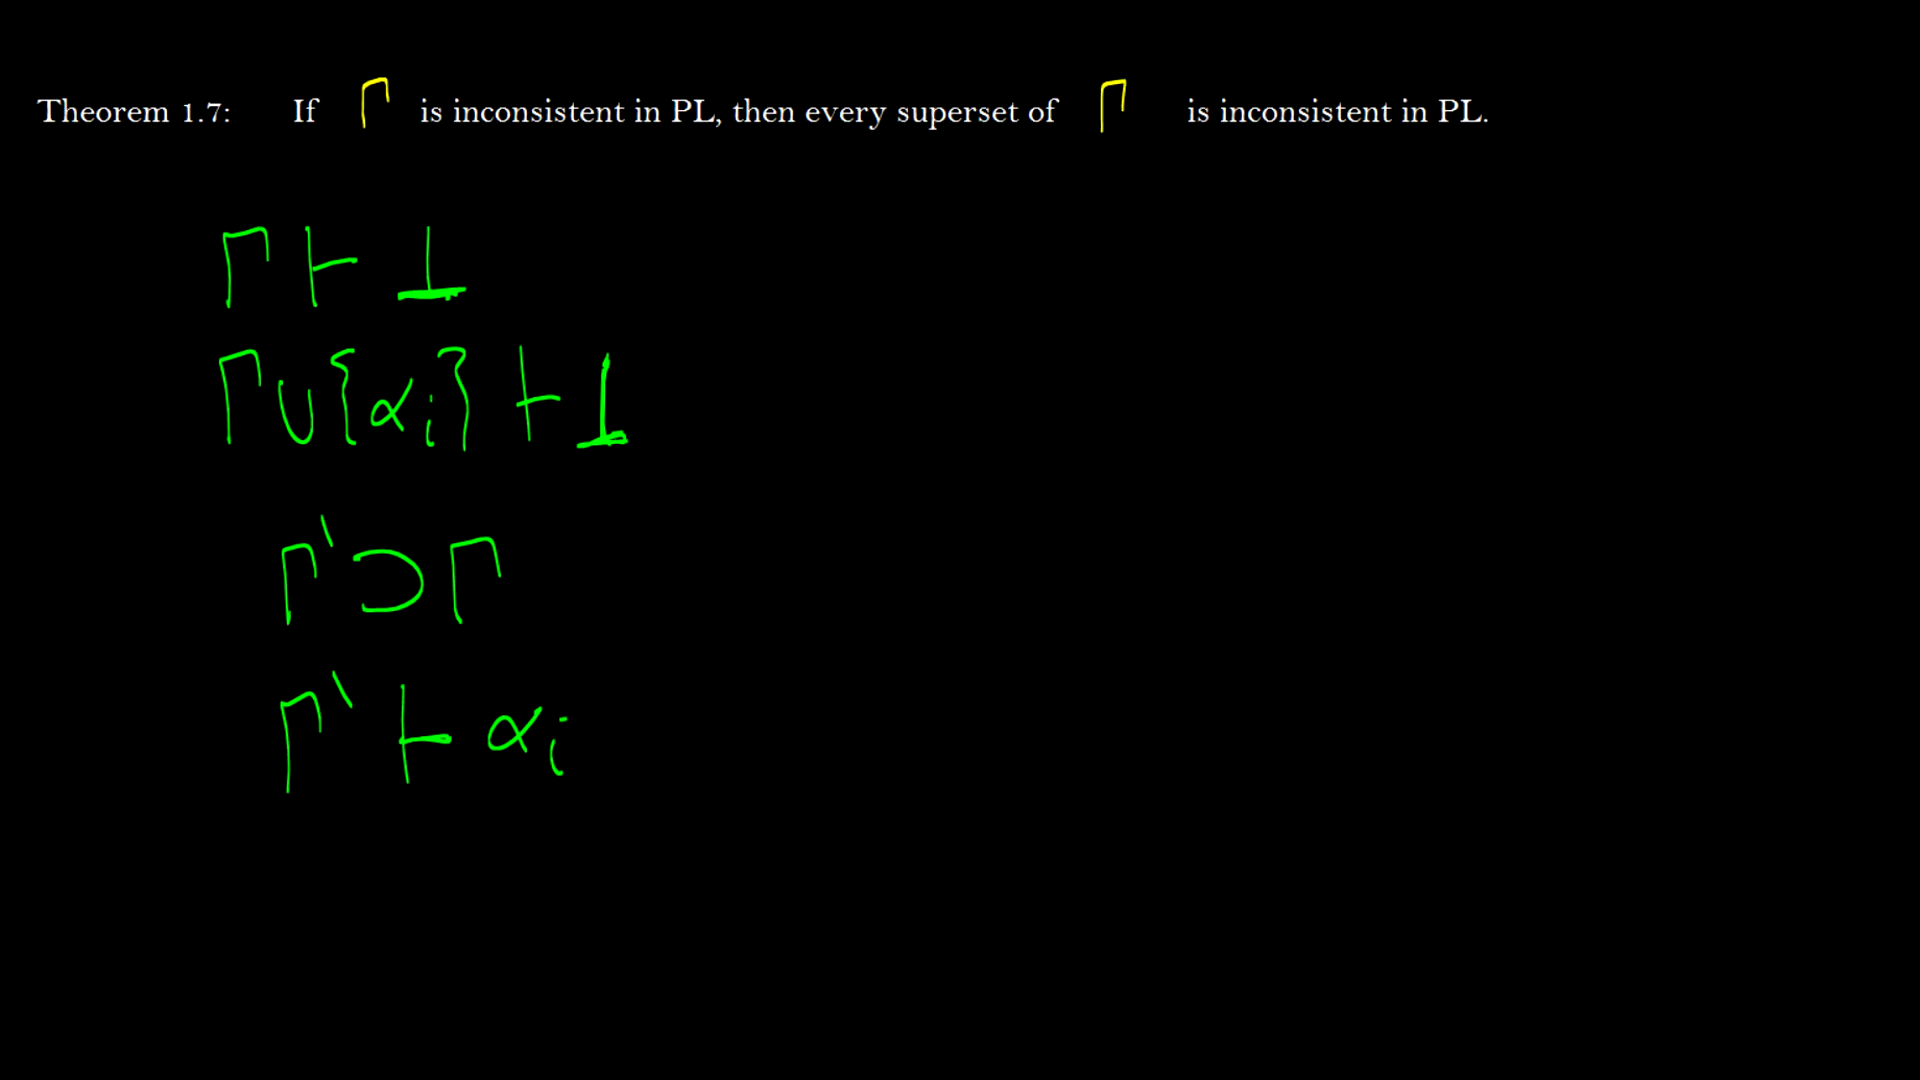 Theorem 1.7: If Γ is inconsistent in PL, then every superset of Γ is inconsistent in PL.
Γ ⊢ ⊥
Γ ∪ {αᵢ} ⊢ ⊥
Γ' ⊃ Γ
Γ' ⊢ αᵢ